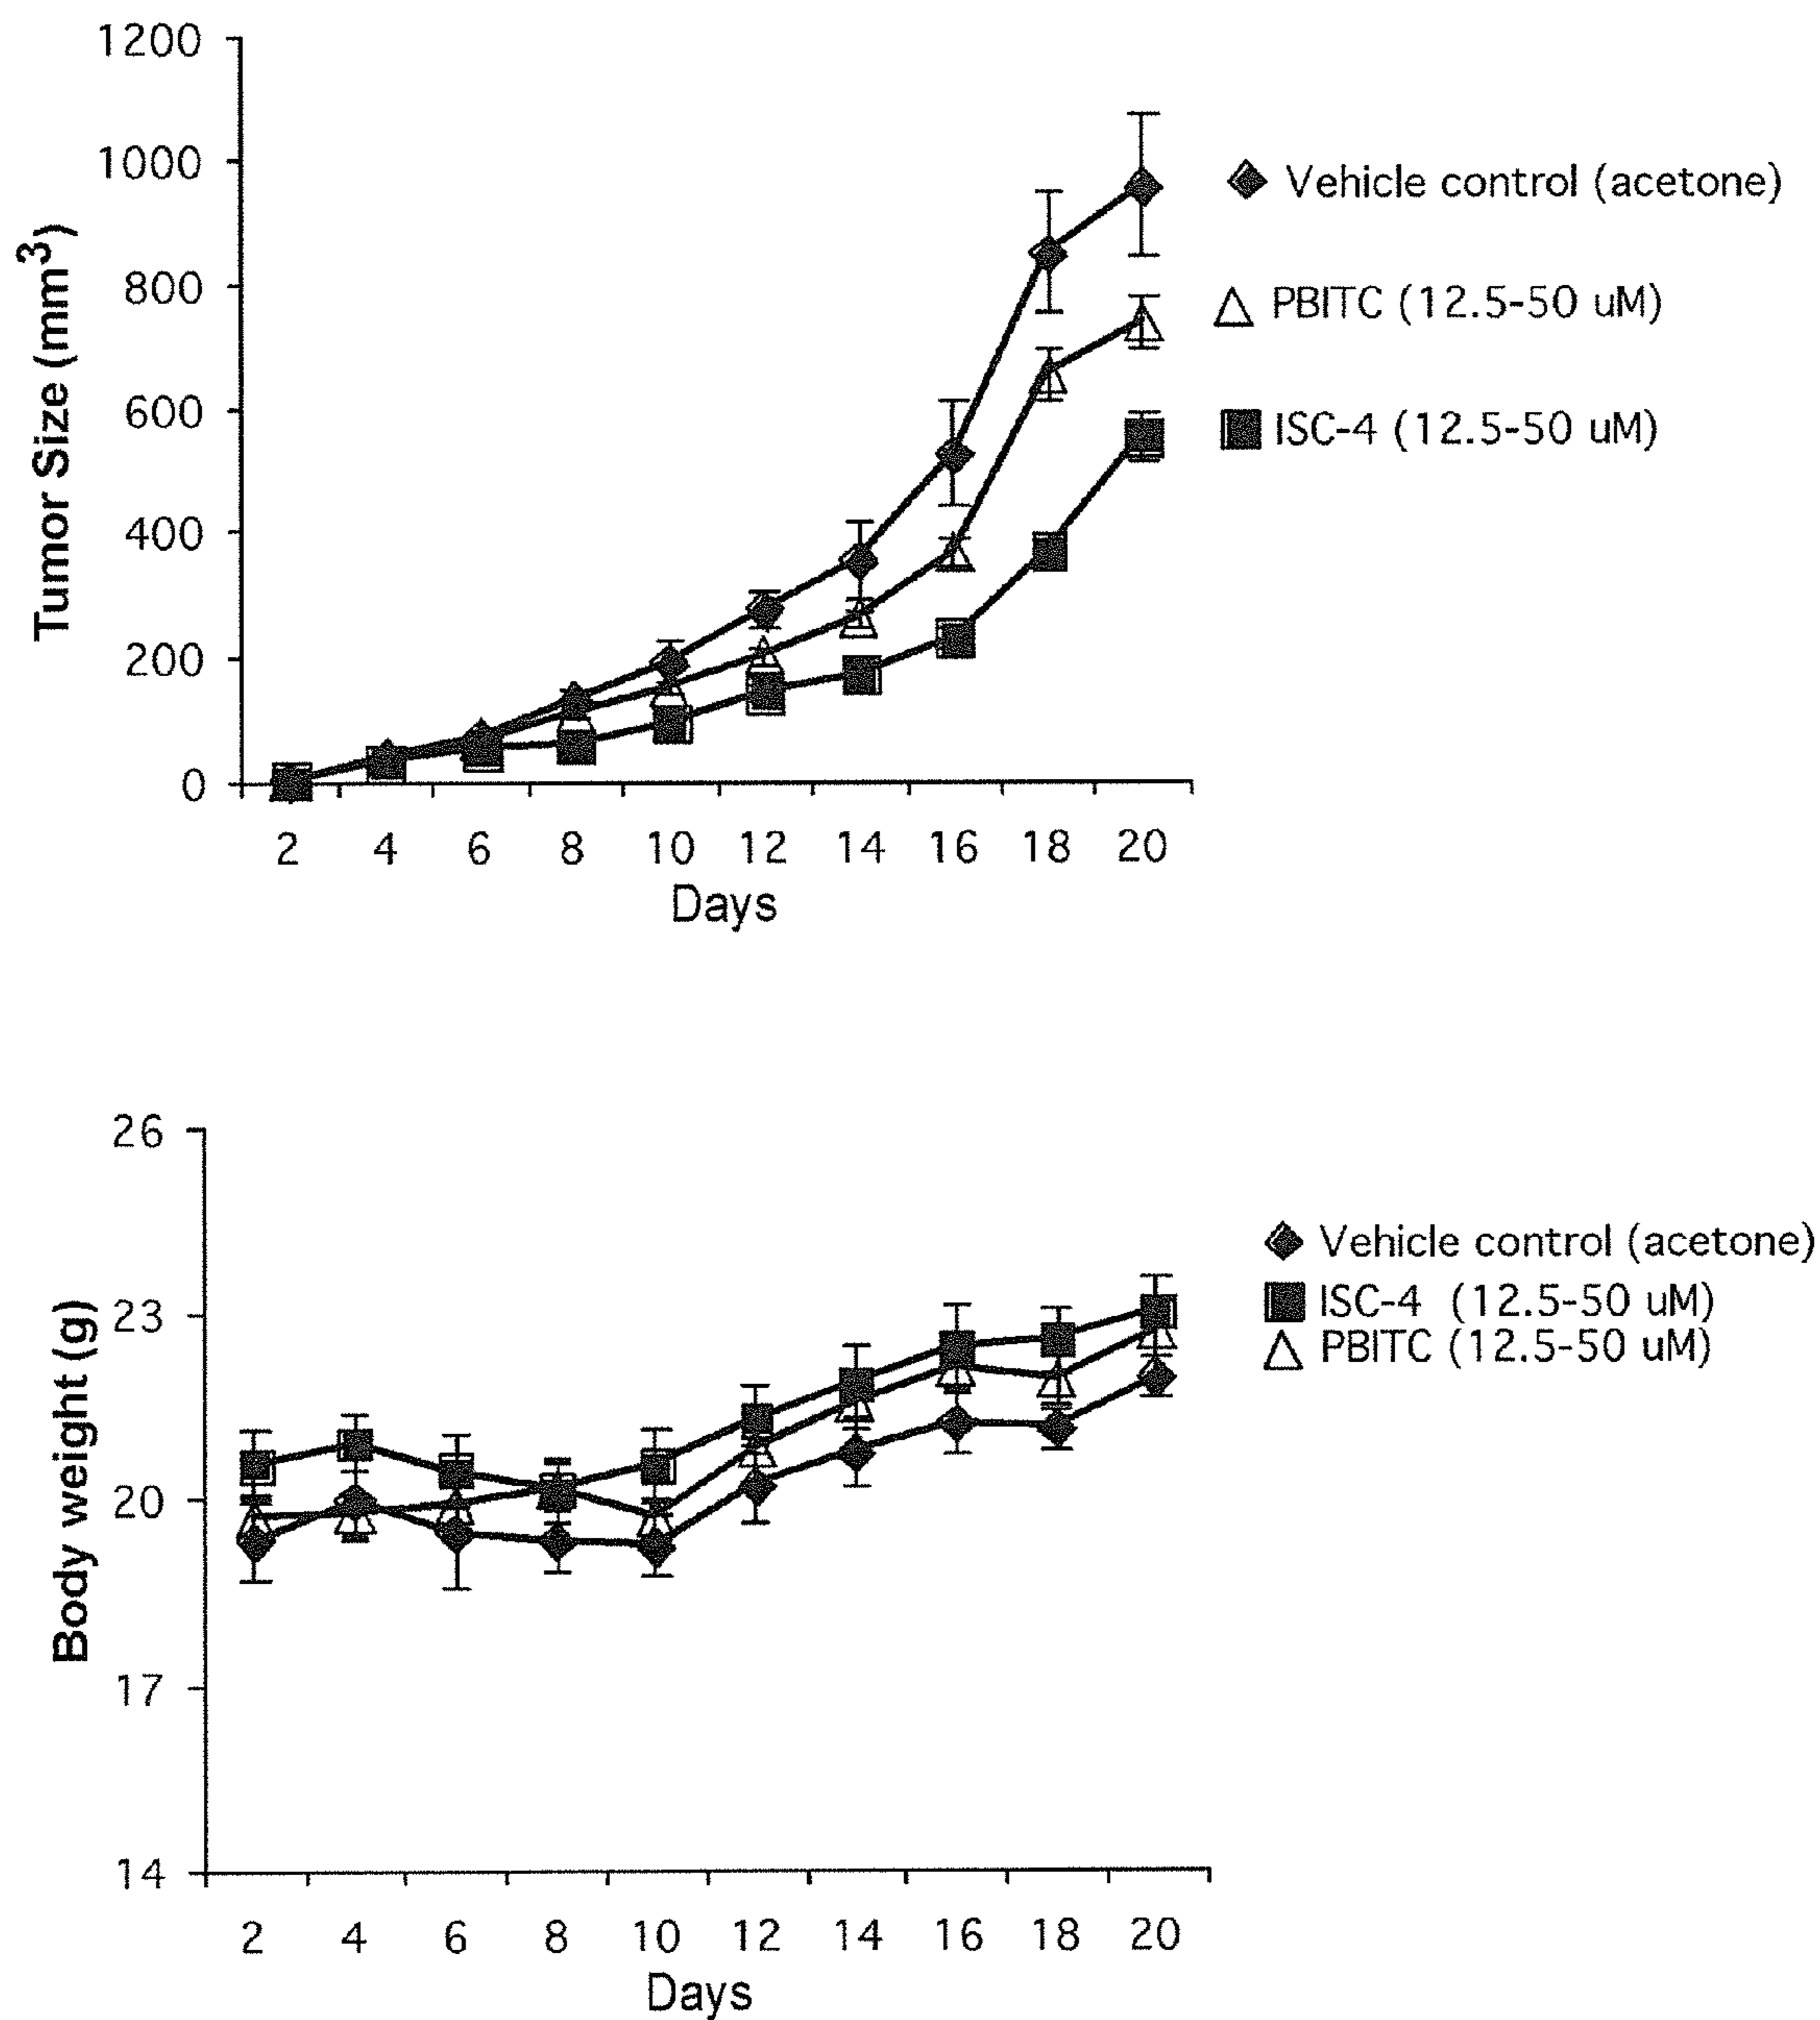 1200
1000
800
600
400
200
0
Tumor Size (mm³)
2 4 6 8 10 12 14 16 18 20
Days
Vehicle control (acetone)
PBITC (12.5-50 uM)
ISC-4 (12.5-50 uM)
26
23
20
17
14
Body weight (g)
2 4 6 8 10 12 14 16 18 20
Days
Vehicle control (acetone)
ISC-4 (12.5-50 uM)
PBITC (12.5-50 uM)